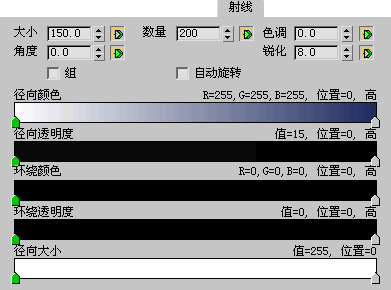 射线
大小 150.0 数量 200 色调 0.0
角度 0.0 锐化 8.0
组 自动旋转
径向颜色 R=255, G=255, B=255, 位置=0, 高
径向透明度 值=15, 位置=0, 高
环绕颜色 R=0, G=0, B=0, 位置=0, 高
环绕透明度 值=0, 位置=0, 高
径向大小 值=255, 位置=0